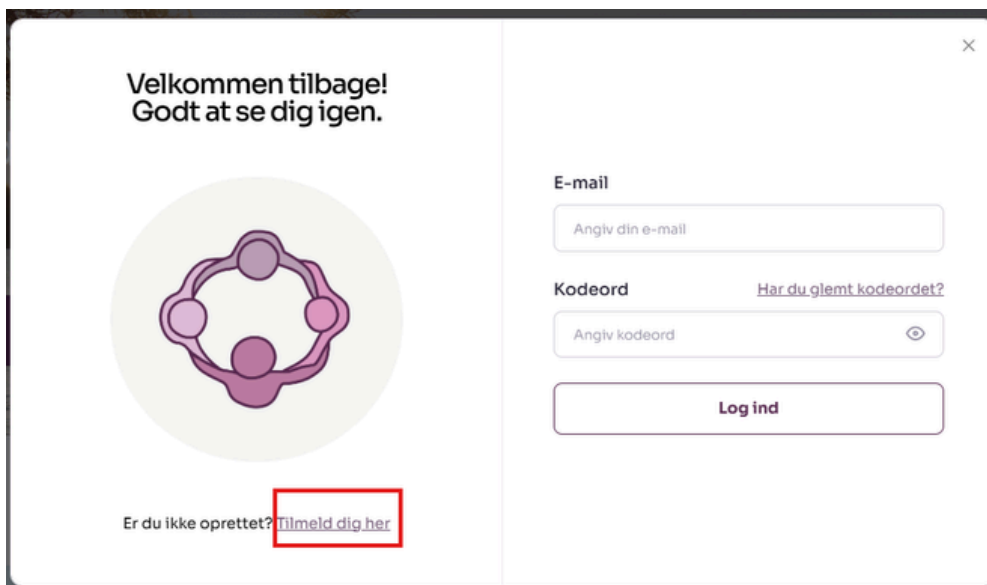 Velkommen tilbage!
Godt at se dig igen.
Er du ikke oprettet? Tilmeld dig her
E-mail
Angiv din e-mail
Kodeord Har du glemt kodeordet?
Angiv kodeord
Log ind